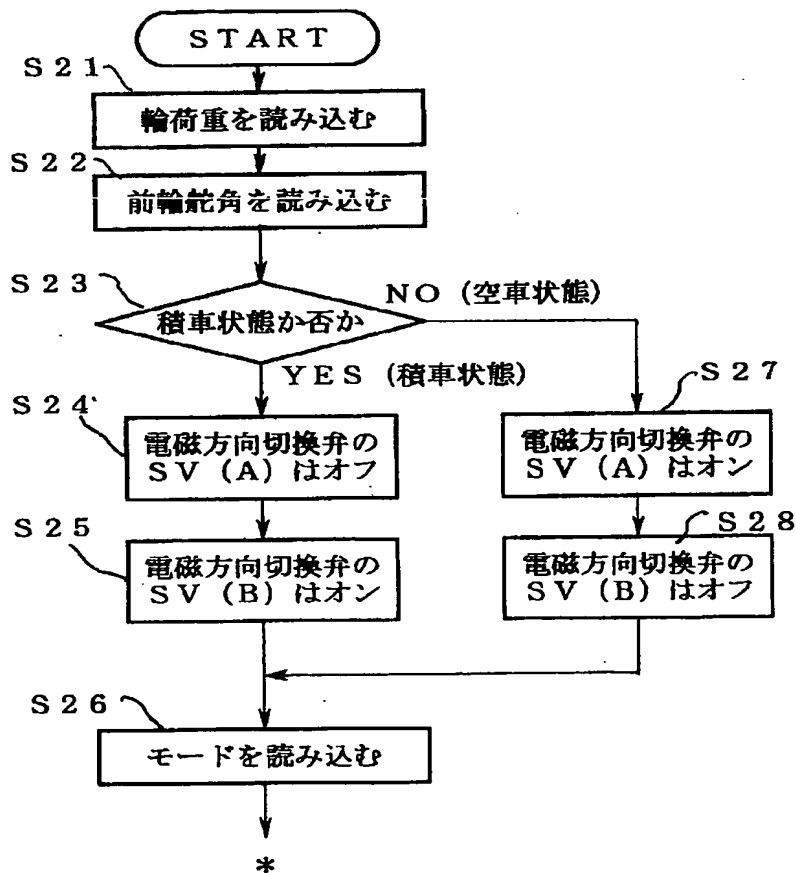 START
S21
輪荷重を読み込む
S22
前輪舵角を読み込む
S23
積車状態か否か
NO (空車状態)
YES (積車状態)
S24
電磁方向切換弁の
SV (A) はオフ
S25
電磁方向切換弁の
SV (B) はオン
S27
電磁方向切換弁の
SV (A) はオン
S28
電磁方向切換弁の
SV (B) はオフ
S26
モードを読み込む
*